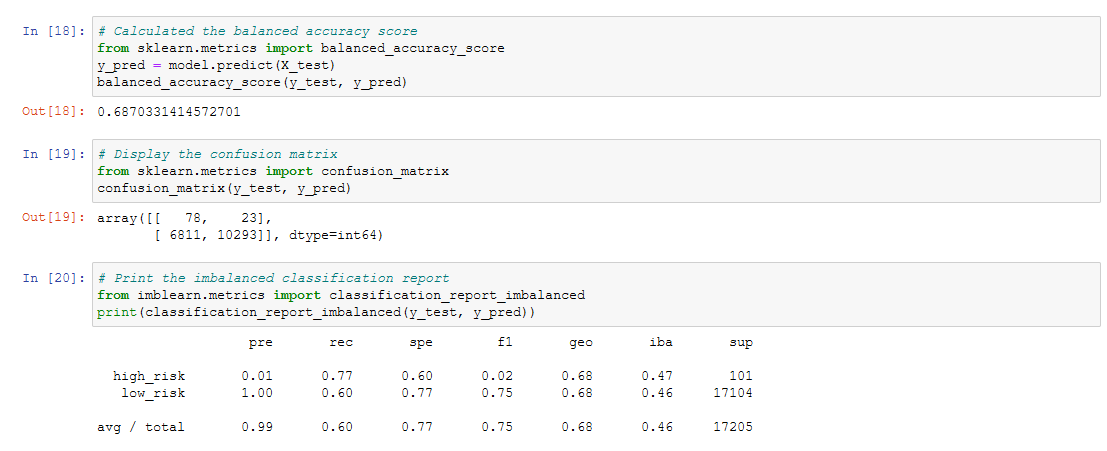 In [18]: # Calculated the balanced accuracy score
from sklearn.metrics import balanced_accuracy_score
y_pred = model.predict(X_test)
balanced_accuracy_score(y_test, y_pred)
Out[18]: 0.6870331414572701
In [19]: # Display the confusion matrix
from sklearn.metrics import confusion_matrix
confusion_matrix(y_test, y_pred)
Out[19]: array([[   78,    23],
       [ 6811, 10293]], dtype=int64)
In [20]: # Print the imbalanced classification report
from imblearn.metrics import classification_report_imbalanced
print(classification_report_imbalanced(y_test, y_pred))
pre rec spe f1 geo iba sup
high_risk 0.01 0.77 0.60 0.02 0.68 0.47 101
low_risk 1.00 0.60 0.77 0.75 0.68 0.46 17104
avg / total 0.99 0.60 0.77 0.75 0.68 0.46 17205